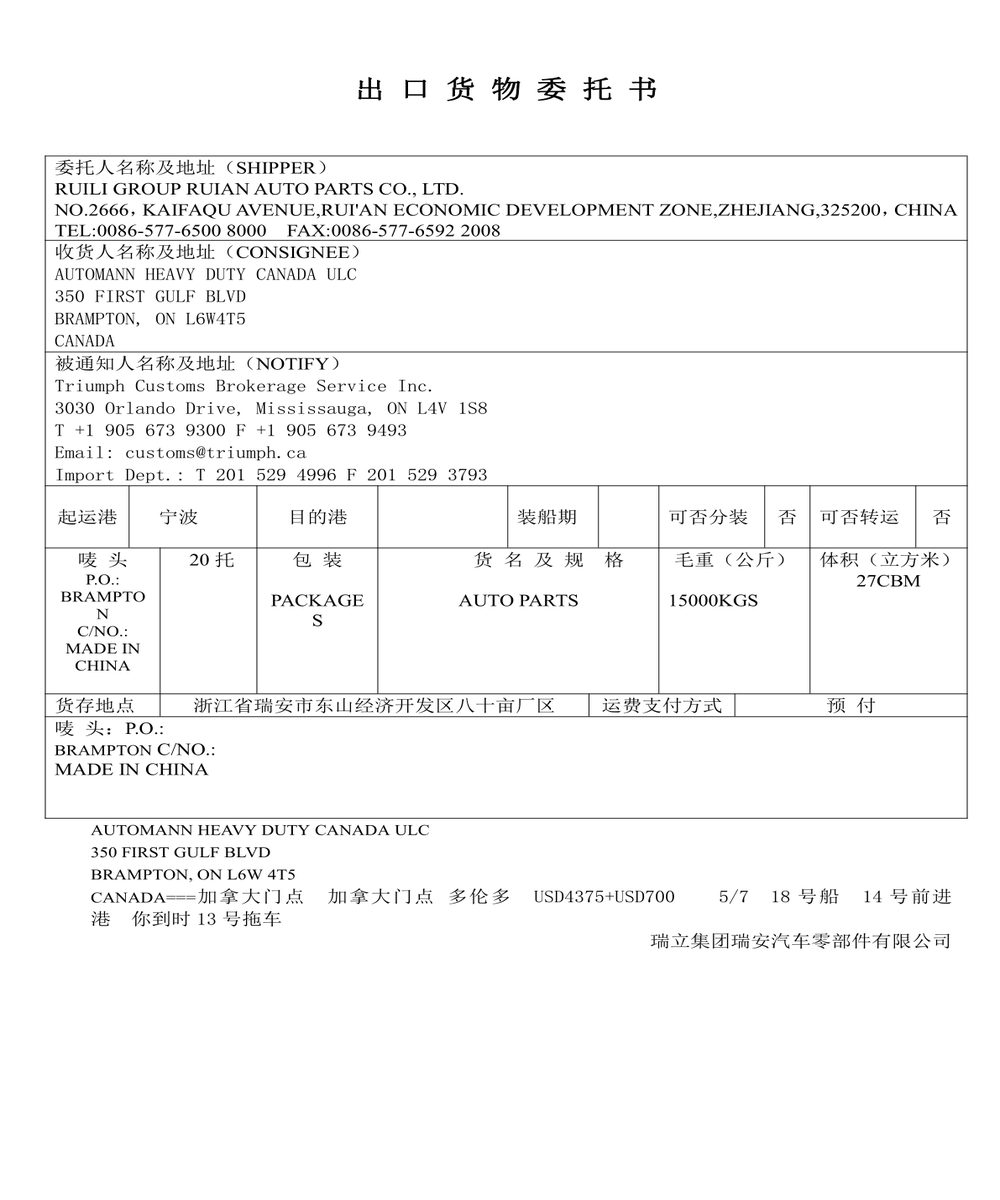 出口货物委托书
委托人名称及地址（SHIPPER）
RUILI GROUP RUIAN AUTO PARTS CO., LTD.
NO.2666，KAIFAQU AVENUE,RUI'AN ECONOMIC DEVELOPMENT ZONE,ZHEJIANG,325200，CHINA
TEL:0086-577-6500 8000 FAX:0086-577-6592 2008
收货人名称及地址（CONSIGNEE）
AUTOMANN HEAVY DUTY CANADA ULC
350 FIRST GULF BLVD
BRAMPTON, ON L6W4T5
CANADA
被通知人名称及地址（NOTIFY）
Triumph Customs Brokerage Service Inc.
3030 Orlando Drive, Mississauga, ON L4V 1S8
T +1 905 673 9300 F +1 905 673 9493
Email: customs@triumph.ca
Import Dept.: T 201 529 4996 F 201 529 3793
起运港 宁波 目的港 装船期 可否分装 否 可否转运 否
唛 头 20 托 包 装 货 名 及 规 格 毛重（公斤） 体积（立方米）
P.O.: 27CBM
BRAMPTO PACKAGE AUTO PARTS 15000KGS
N S
C/NO.:
MADE IN
CHINA
货存地点 浙江省瑞安市东山经济开发区八十亩厂区 运费支付方式 预 付
唛 头：P.O.:
BRAMPTON C/NO.:
MADE IN CHINA
AUTOMANN HEAVY DUTY CANADA ULC
350 FIRST GULF BLVD
BRAMPTON, ON L6W 4T5
CANADA===加拿大门点 加拿大门点 多伦多 USD4375+USD700 5/7 18 号船 14 号前进
港 你到时 13 号拖车
瑞立集团瑞安汽车零部件有限公司